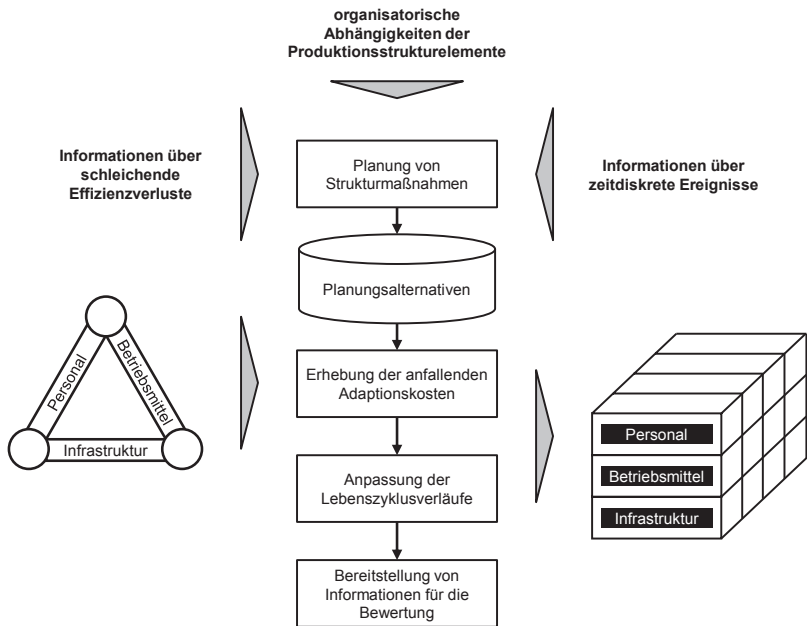 organisatorische
Abhängigkeiten der
Produktionsstrukturelemente
Informationen über
schleichende
Effizienzverluste
Planung von
Strukturmaßnahmen
Informationen über
zeitdiskrete Ereignisse
Planungsalternativen
Personal
Betriebsmittel
Infrastruktur
Erhebung der anfallenden
Adaptionskosten
Anpassung der
Lebenszyklusverläufe
Bereitstellung von
Informationen für die
Bewertung
Personal
Betriebsmittel
Infrastruktur